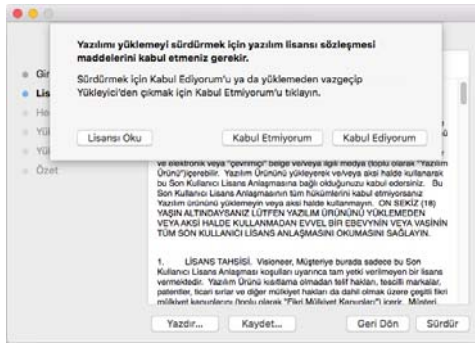 Yazılımı yüklemeyi sürdürmek için yazılım lisansı sözleşmesi
maddelerini kabul etmeniz gerekir.
Sürdürmek için Kabul Ediyorum'u ya da yüklemeden vazgeçip
Yükleyici'den çıkmak için Kabul Etmiyorum'u tıklayın.
Lisansı Oku
Kabul Etmiyorum
Kabul Ediyorum
Gir
Lis
He
Yük
Yük
Özet
ve elektronik veya "çevrimiçi" belge ve/veya ilgili medya (toplu olarak "Yazılım
Ürünü")içerebilir. Yazılım Ürününü yükleyerek ve/veya aksi halde kullanarak
bu Son Kullanıcı Lisans Anlaşmasına bağlı olduğunuzu kabul edersiniz. Bu
Son Kullanıcı Lisans Anlaşmasının tüm hükümlerini kabul etmiyorsanız
Yazılım ürününü yüklemeyin veya aksi halde kullanmayın. ON SEKİZ (18)
YAŞIN ALTINDAYSANIZ LÜTFEN YAZILIM ÜRÜNÜNÜ YÜKLEMEDEN
VEYA AKSİ HALDE KULLANMADAN EVVEL BİR EBEVYNİN VEYA VASİNİN
TÜM SON KULLANICI LİSANS ANLAŞMASINI OKUMASINI SAĞLAYIN.
1. LİSANS TAHSİSİ. Visioneer, Müşteriye burada sadece bu Son
Kullanıcı Lisans Anlaşması koşulları uyarınca tam yetki verilmeyen bir lisans
vermektedir. Yazılım Ürünü kısıtlama olmadan telif hakları, tescilli markalar,
patentler, ticari sırlar ve diğer mülkiyet hakları da dahil olmak üzere çeşitli fikri
mülkiyet kanunlarını (toplu olarak "Fikri Mülkiyet Kanunları") içerir. Müşteri,
Yazdır...
Kaydet...
Geri Dön
Sürdür